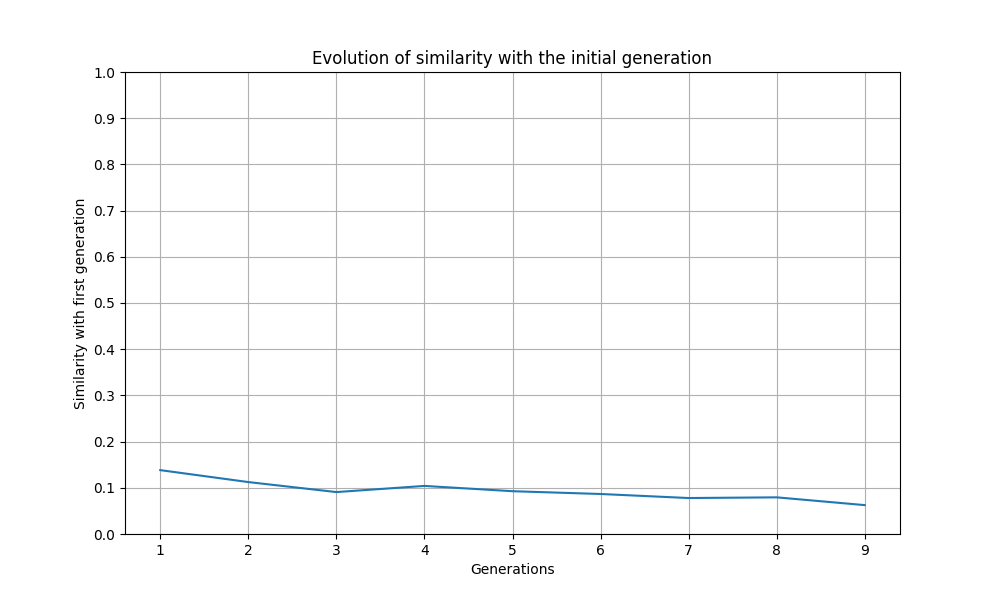 Evolution of similarity with the initial generation
1.0
0.9
0.8
0.7
0.6
0.5
0.4
0.3
0.2
0.1
0.0
Similarity with first generation
1 2 3 4 5 6 7 8 9
Generations